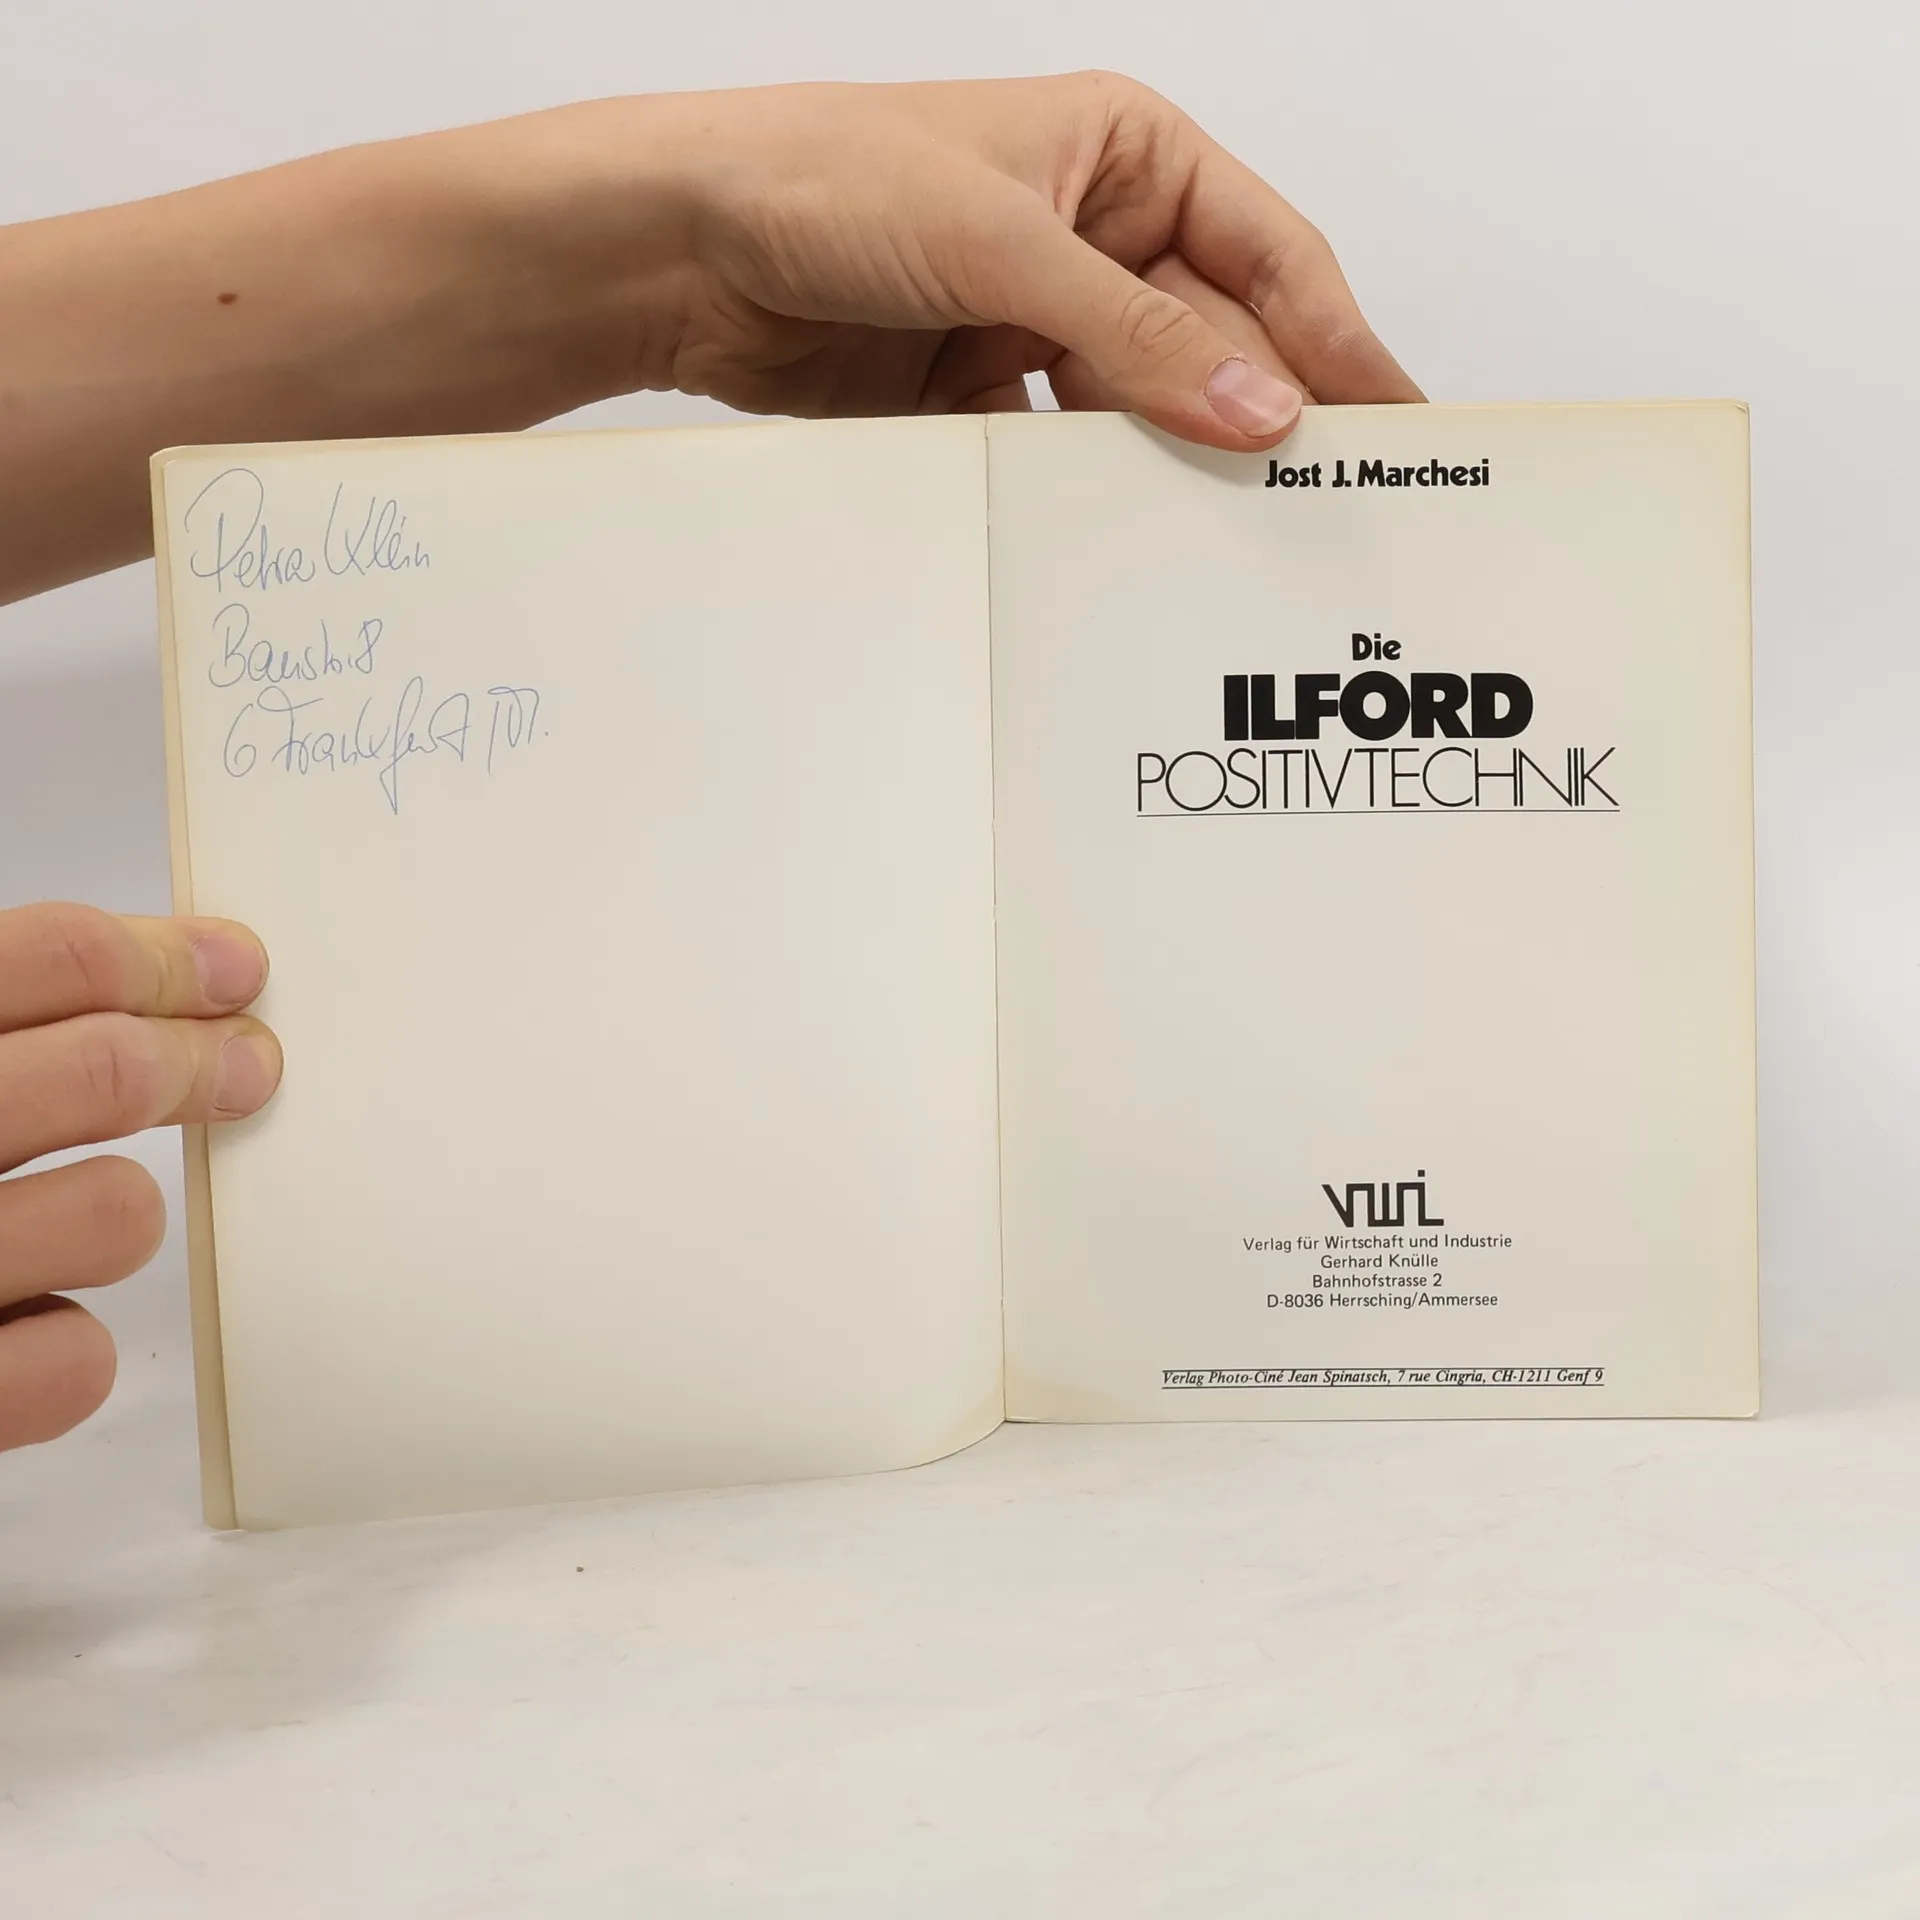 Petra Klein
Baustr. 8
6 Frankfurt / M.
Jost J. Marchesi
Die
ILFORD
POSITIVTECHNIK
VWI
Verlag für Wirtschaft und Industrie
Gerhard Knülle
Bahnhofstrasse 2
D-8036 Herrsching/Ammersee
Verlag Photo-Ciné Jean Spinatsch, 7 rue Cingria, CH-1211 Genf 9